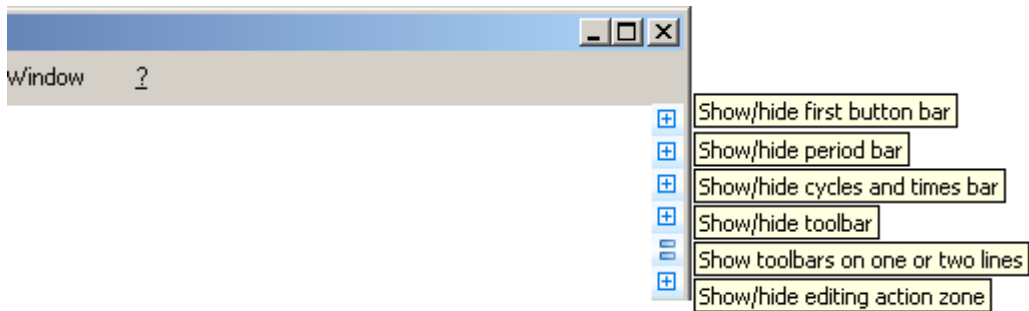 Window ?
Show/hide first button bar
Show/hide period bar
Show/hide cycles and times bar
Show/hide toolbar
Show toolbars on one or two lines
Show/hide editing action zone